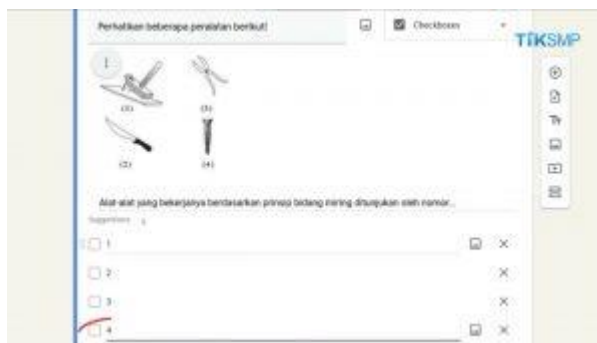 Perhatikan beberapa peralatan berikut!
Checkboxes
TIKSMP
(1)
(3)
(2)
(4)
Alat-alat yang bekerjanya berdasarkan prinsip bidang miring ditunjukan oleh nomor...
Suggestions
1
2
3
4